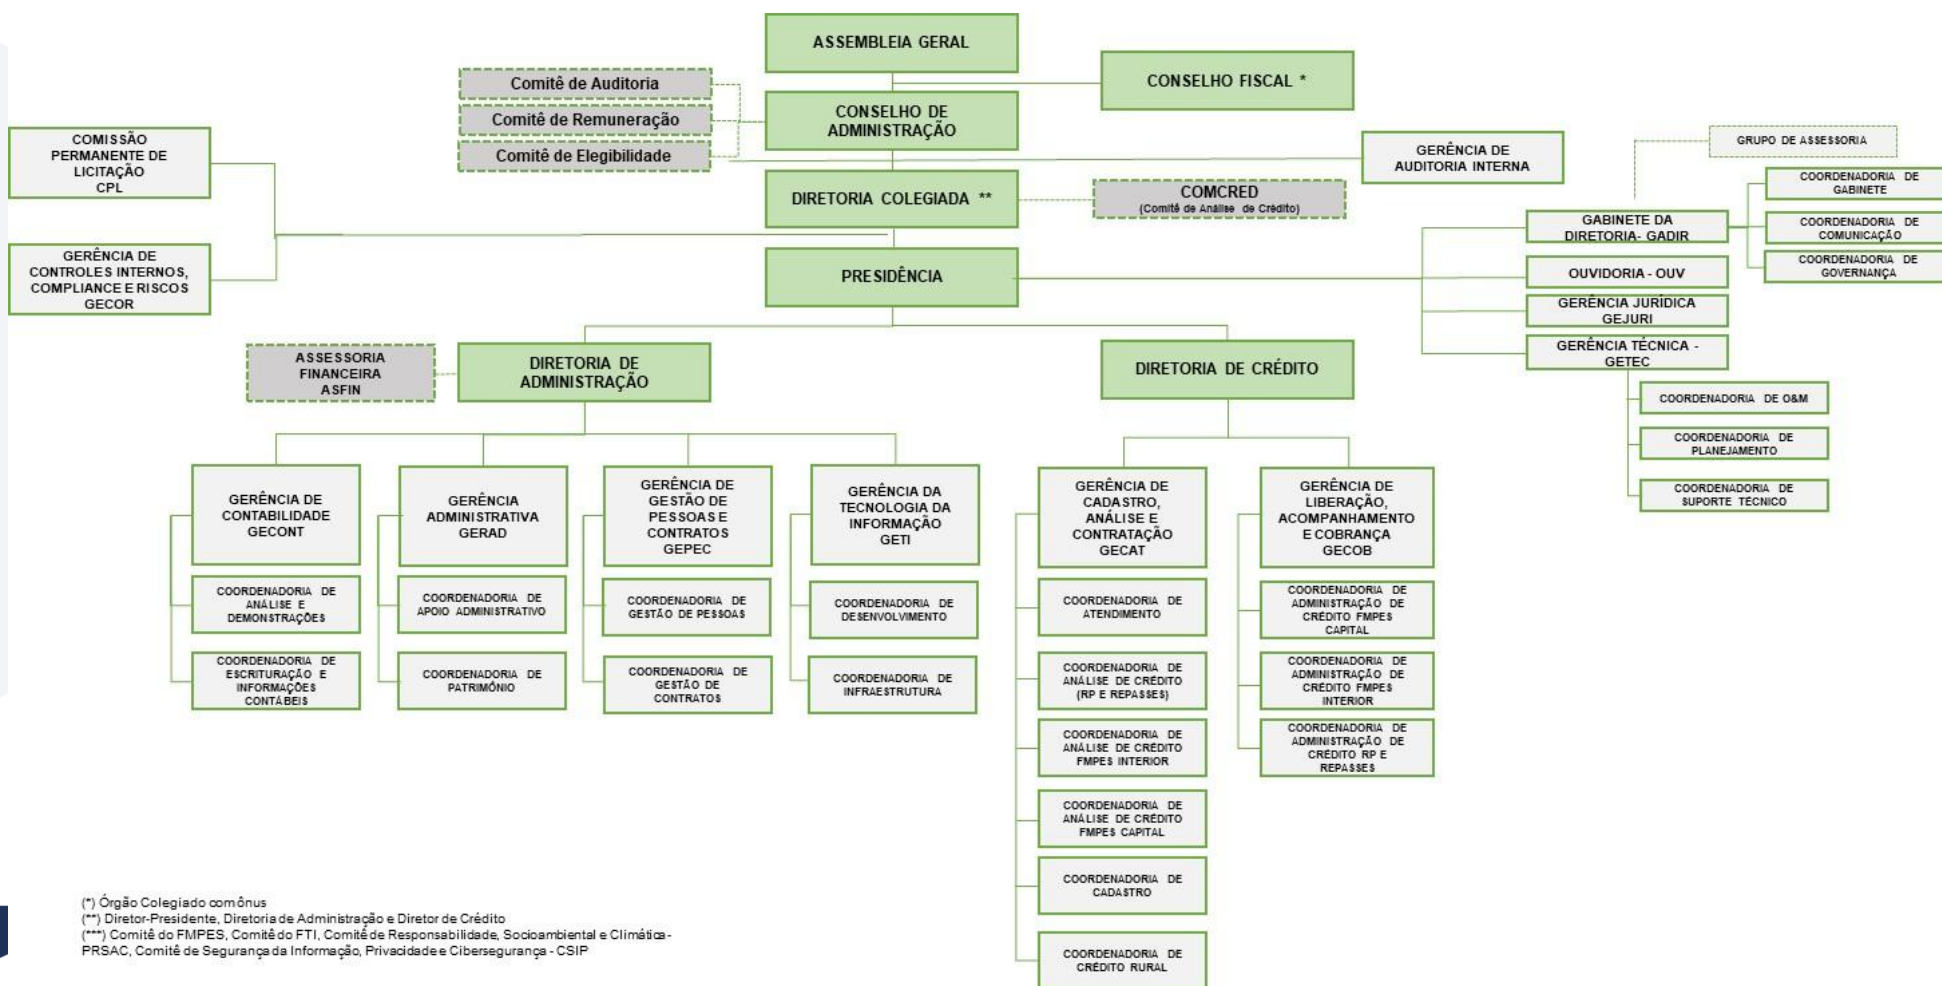 ASSEMBLEIA GERAL
CONSELHO FISCAL *
Comitê de Auditoria
Comitê de Remuneração
Comitê de Elegibilidade
CONSELHO DE
ADMINISTRAÇÃO
COMISSÃO
PERMANENTE DE
LICITAÇÃO
CPL
GERÊNCIA DE
AUDITORIA INTERNA
GRUPO DE ASSESSORIA
DIRETORIA COLEGIADA **
COMCRED
(Comitê de Análise de Crédito)
COORDENADORIA DE
GABINETE
GABINETE DA
DIRETORIA- GADIR
COORDENADORIA DE
COMUNICAÇÃO
COORDENADORIA DE
GOVERNANÇA
GERÊNCIA DE
CONTROLES INTERNOS,
COMPLIANCE E RISCOS
GECOR
PRESIDÊNCIA
OUVIDORIA - OUV
GERÊNCIA JURÍDICA
GEJURI
GERÊNCIA TÉCNICA -
GETEC
ASSESSORIA
FINANCEIRA
ASFIN
DIRETORIA DE
ADMINISTRAÇÃO
DIRETORIA DE CRÉDITO
COORDENADORIA DE O&M
COORDENADORIA DE
PLANEJAMENTO
COORDENADORIA DE
SUPORTE TÉCNICO
GERÊNCIA DE
CONTABILIDADE
GECONT
GERÊNCIA
ADMINISTRATIVA
GERAD
GERÊNCIA DE
GESTÃO DE
PESSOAS E
CONTRATOS
GEPEC
GERÊNCIA DA
TECNOLOGIA DA
INFORMAÇÃO
GETI
GERÊNCIA DE
CADASTRO,
ANÁLISE E
CONTRATAÇÃO
GECAT
GERÊNCIA DE
LIBERAÇÃO,
ACOMPANHAMENTO
E COBRANÇA
GECOB
COORDENADORIA DE
ANÁLISE E
DEMONSTRAÇÕES
COORDENADORIA DE
APOIO ADMINISTRATIVO
COORDENADORIA DE
GESTÃO DE PESSOAS
COORDENADORIA DE
DESENVOLVIMENTO
COORDENADORIA DE
ATENDIMENTO
COORDENADORIA DE
ADMINISTRAÇÃO DE
CRÉDITO FMPES
CAPITAL
COORDENADORIA DE
ESCRITURAÇÃO E
INFORMAÇÕES
CONTÁBEIS
COORDENADORIA DE
PATRIMÔNIO
COORDENADORIA DE
GESTÃO DE
CONTRATOS
COORDENADORIA DE
INFRAESTRUTURA
COORDENADORIA DE
ANÁLISE DE CRÉDITO
(RP E REPASSES)
COORDENADORIA DE
ADMINISTRAÇÃO DE
CRÉDITO FMPES
INTERIOR
COORDENADORIA DE
ANÁLISE DE CRÉDITO
FMPES INTERIOR
COORDENADORIA DE
ADMINISTRAÇÃO DE
CRÉDITO RP E
REPASSES
COORDENADORIA DE
ANÁLISE DE CRÉDITO
FMPES CAPITAL
COORDENADORIA DE
CADASTRO
COORDENADORIA DE
CRÉDITO RURAL
(*) Órgão Colegiado com ônus
(**) Diretor-Presidente, Diretoria de Administração e Diretor de Crédito
(***) Comitê do FMPES, Comitê do FTI, Comitê de Responsabilidade, Socioambiental e Climática -
PRSAC, Comitê de Segurança da Informação, Privacidade e Cibersegurança - CSIP